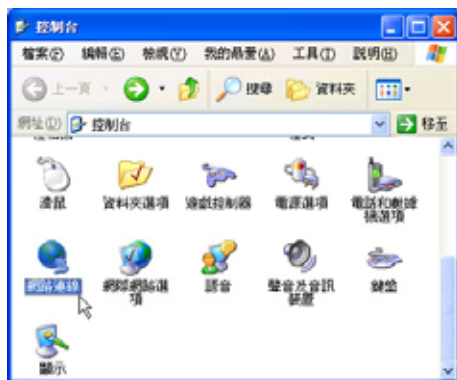 控制台
檔案(F) 編輯(E) 檢視(V) 我的最愛(A) 工具(T) 說明(H)
上一頁 搜尋 資料夾
網址(D) 控制台 移至
滑鼠 資料夾選項 遊戲控制器 電源選項 電話和數據
機選項
網路連線 網際網路選
項 語音 聲音及音訊
裝置 鍵盤
顯示